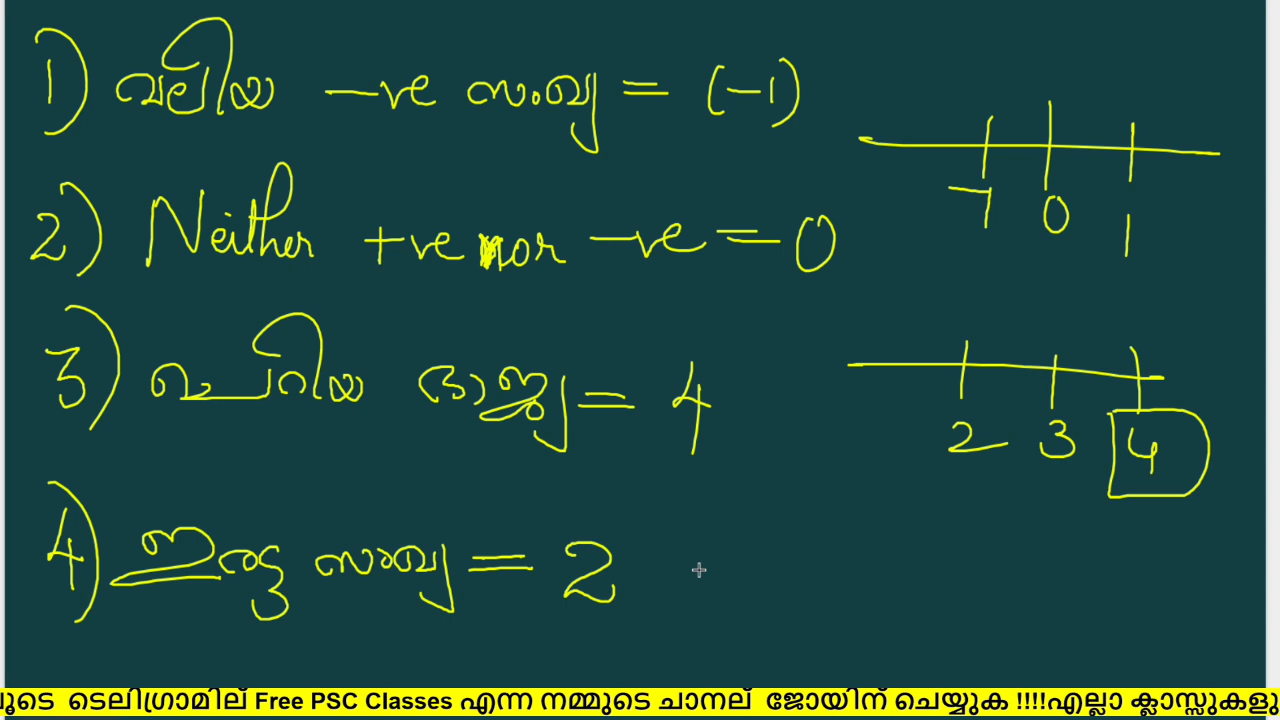 1) വലിയ -ve സംഖ്യ = (-1)
-1 0 1
2) Neither +ve nor -ve = 0
3) ചെറിയ ഭാജ്യ = 4
2 3 4
4) ഇരട്ട സംഖ്യ = 2
ലൂടെ ടെലിഗ്രാമില് Free PSC Classes എന്ന നമ്മുടെ ചാനല് ജോയിന് ചെയ്യുക !!!!എല്ലാ ക്ലാസ്സുകളു